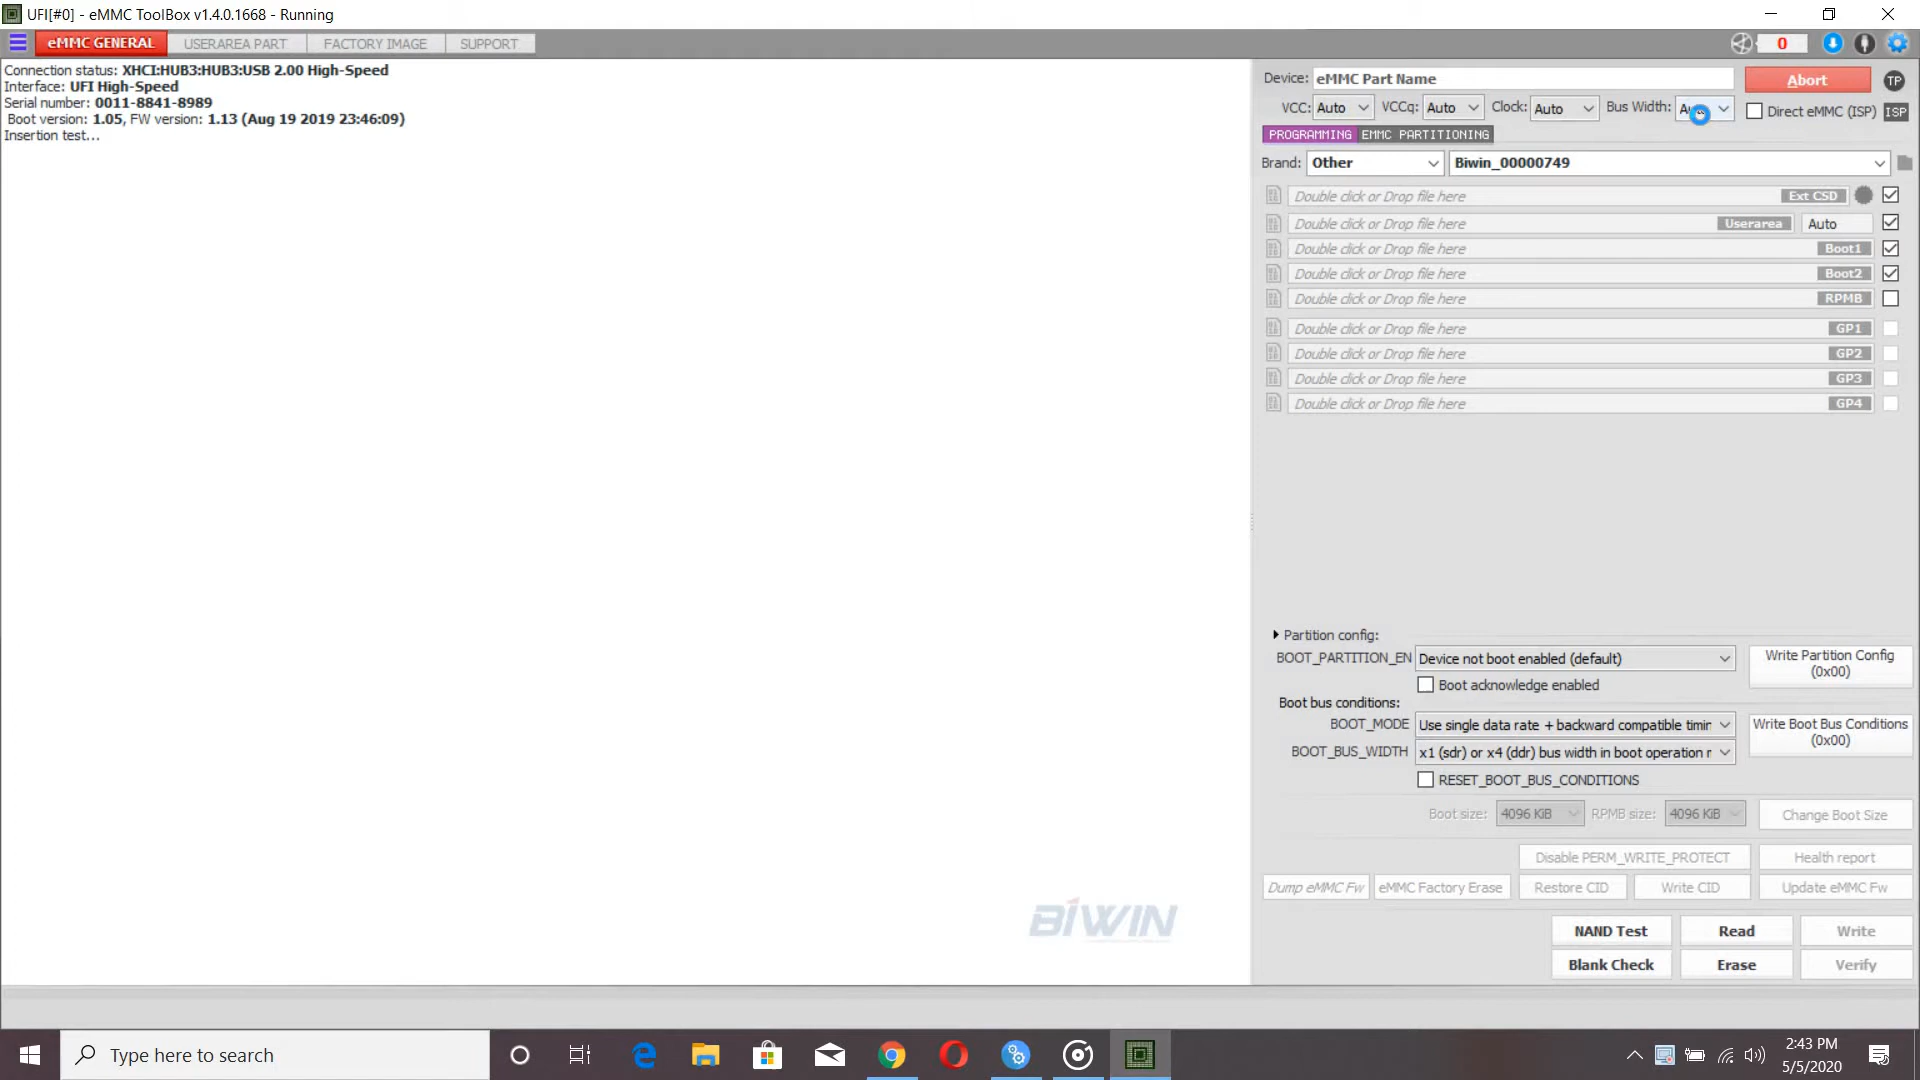 UFI[#0] - eMMC ToolBox v1.4.0.1668 - Running
eMMC GENERAL USERAREA PART FACTORY IMAGE SUPPORT 0
Connection status: XHCI:HUB3:HUB3:USB 2.00 High-Speed
Interface: UFI High-Speed
Serial number: 0011-8841-8989
Boot version: 1.05, FW version: 1.13 (Aug 19 2019 23:46:09)
Insertion test...
BIWIN
Device: eMMC Part Name Abort TP
VCC: Auto VCCq: Auto Clock: Auto Bus Width: Direct eMMC (ISP) ISP
PROGRAMMING EMMC PARTITIONING
Brand: Other Biwin_00000749
Double click or Drop file here Ext CSD
Double click or Drop file here Userarea Auto
Double click or Drop file here Boot1
Double click or Drop file here Boot2
Double click or Drop file here RPMB
Double click or Drop file here GP1
Double click or Drop file here GP2
Double click or Drop file here GP3
Double click or Drop file here GP4
Partition config:
BOOT_PARTITION_EN Device not boot enabled (default) Write Partition Config
(0x00)
Boot acknowledge enabled
Boot bus conditions:
BOOT_MODE Use single data rate + backward compatible timin Write Boot Bus Conditions
(0x00)
BOOT_BUS_WIDTH x1 (sdr) or x4 (ddr) bus width in boot operation r
RESET_BOOT_BUS_CONDITIONS
Boot size: 4096 KiB RPMB size: 4096 KiB Change Boot Size
Disable PERM_WRITE_PROTECT Health report
Dump eMMC Fw eMMC Factory Erase Restore CID Write CID Update eMMC Fw
NAND Test Read Write
Blank Check Erase Verify
Type here to search
2:43 PM
5/5/2020